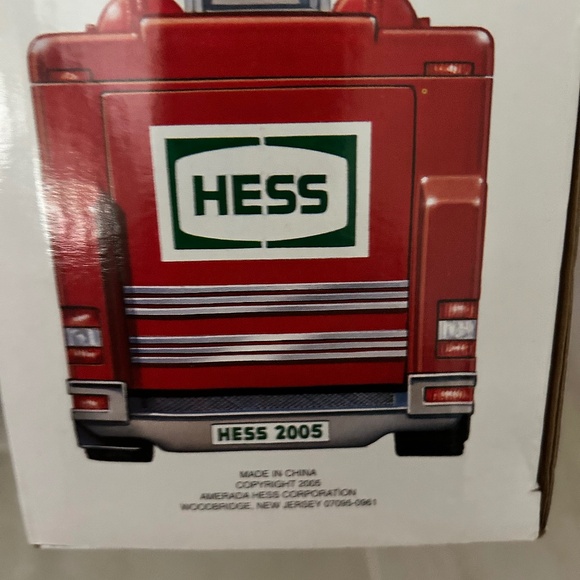 HESS
HESS 2005
MADE IN CHINA
COPYRIGHT 2005
AMERADA HESS CORPORATION
WOODBRIDGE, NEW JERSEY 07095-0961